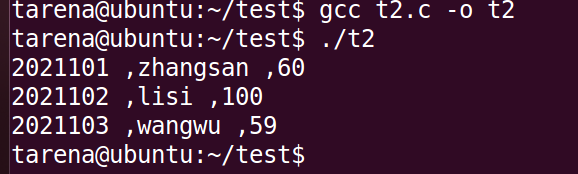 tarena@ubuntu:~/test$ gcc t2.c -o t2
tarena@ubuntu:~/test$ ./t2
2021101 ,zhangsan ,60
2021102 ,lisi ,100
2021103 ,wangwu ,59
tarena@ubuntu:~/test$